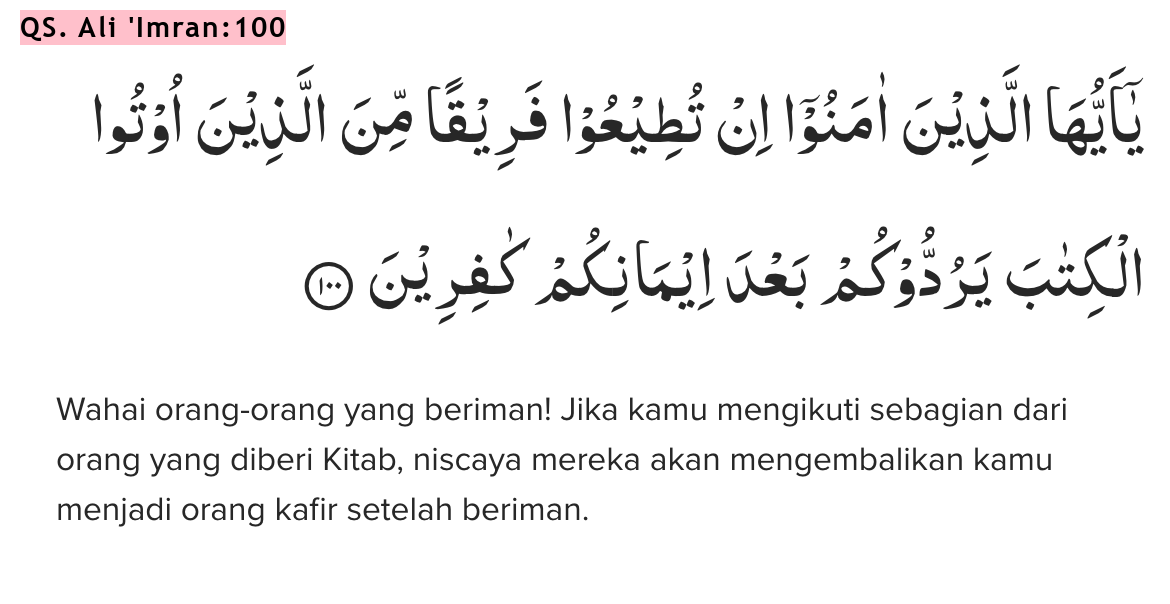 QS. Ali 'Imran:100
يٰٓاَيُّهَا الَّذِيْنَ اٰمَنُوْٓا اِنْ تُطِيْعُوْا فَرِيْقًا مِّنَ الَّذِيْنَ اُوْتُوا
الْكِتٰبَ يَرُدُّوْكُمْ بَعْدَ اِيْمَانِكُمْ كٰفِرِيْنَ ١٠٠
Wahai orang-orang yang beriman! Jika kamu mengikuti sebagian dari
orang yang diberi Kitab, niscaya mereka akan mengembalikan kamu
menjadi orang kafir setelah beriman.